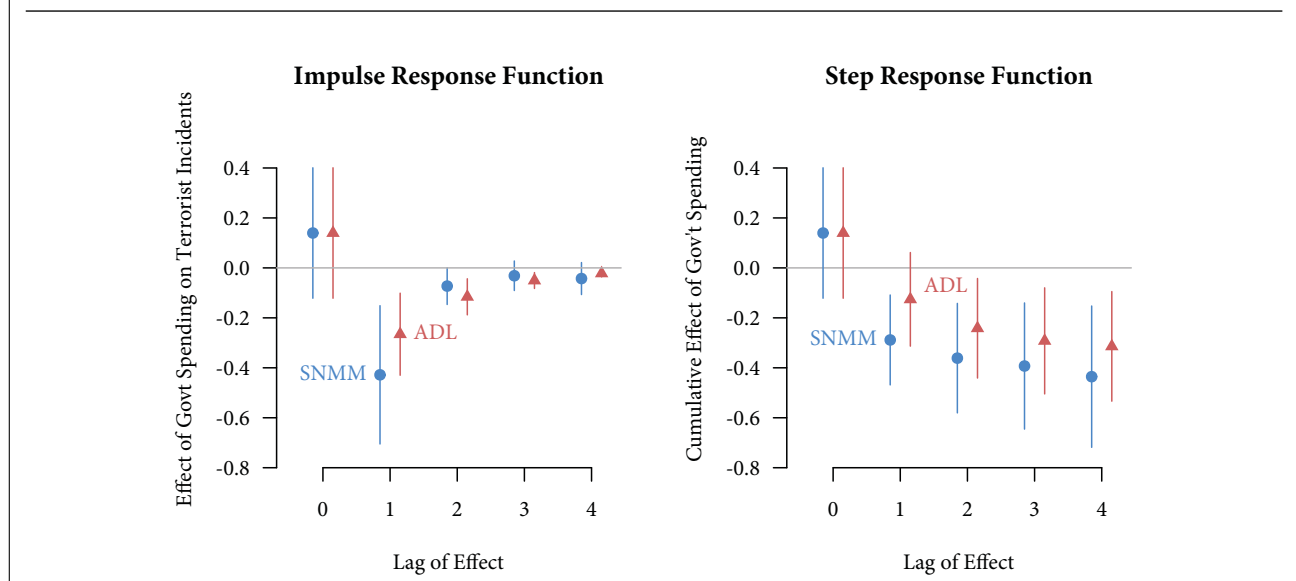 Impulse Response Function
Effect of Govt Spending on Terrorist Incidents
0.4
0.2
0.0
-0.2
-0.4
-0.6
-0.8
SNMM
ADL
0 1 2 3 4
Lag of Effect
Step Response Function
Cumulative Effect of Gov't Spending
0.4
0.2
0.0
-0.2
-0.4
-0.6
-0.8
ADL
SNMM
0 1 2 3 4
Lag of Effect